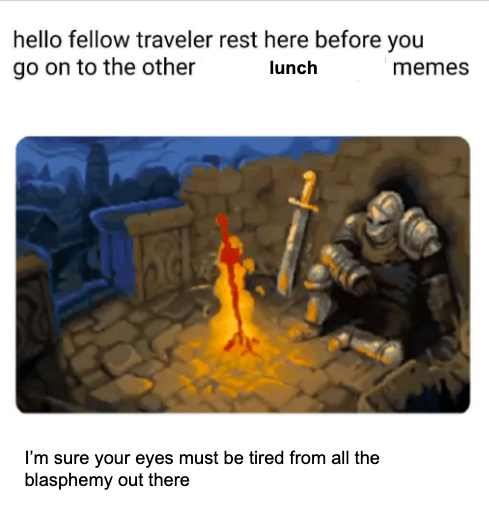 hello fellow traveler rest here before you
go on to the other lunch memes
I'm sure your eyes must be tired from all the
blasphemy out there